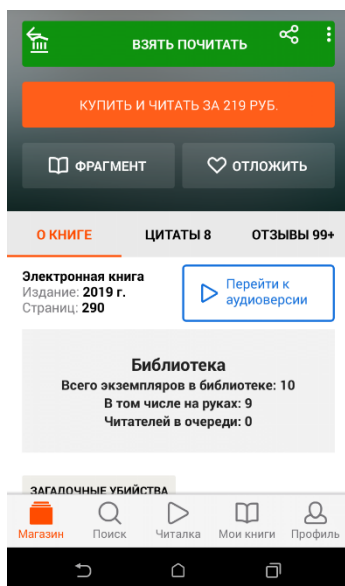 ВЗЯТЬ ПОЧИТАТЬ
КУПИТЬ И ЧИТАТЬ ЗА 219 РУБ.
ФРАГМЕНТ
ОТЛОЖИТЬ
О КНИГЕ
ЦИТАТЫ 8
ОТЗЫВЫ 99+
Электронная книга
Издание: 2019 г.
Страниц: 290
Перейти к
аудиоверсии
Библиотека
Всего экземпляров в библиотеке: 10
В том числе на руках: 9
Читателей в очереди: 0
ЗАГАДОЧНЫЕ УБИЙСТВА
Магазин
Поиск
Читалка
Мои книги
Профиль